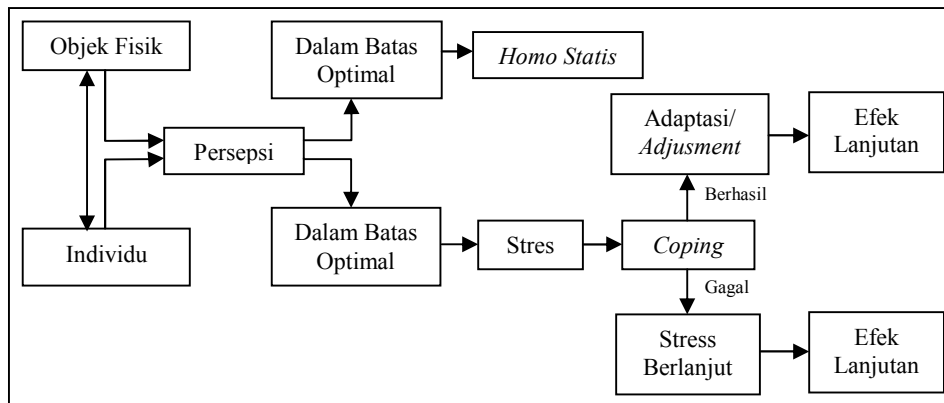 Objek Fisik
Individu
Persepsi
Dalam Batas
Optimal
Homo Statis
Dalam Batas
Optimal
Stres
Coping
Berhasil
Adaptasi/
Adjusment
Efek
Lanjutan
Gagal
Stress
Berlanjut
Efek
Lanjutan